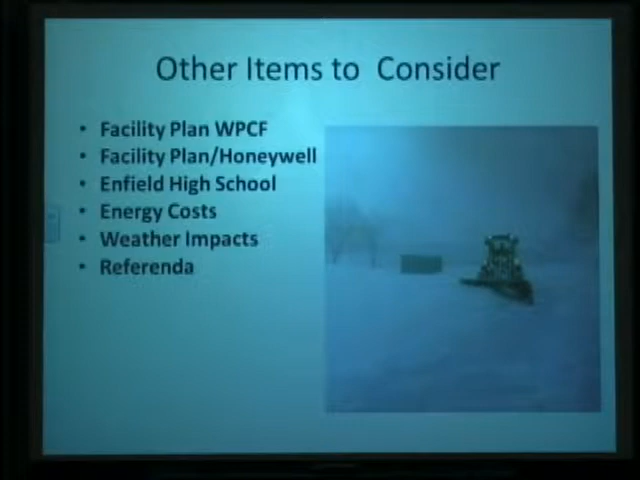 Other Items to Consider
• Facility Plan WPCF
• Facility Plan/Honeywell
• Enfield High School
• Energy Costs
• Weather Impacts
• Referenda